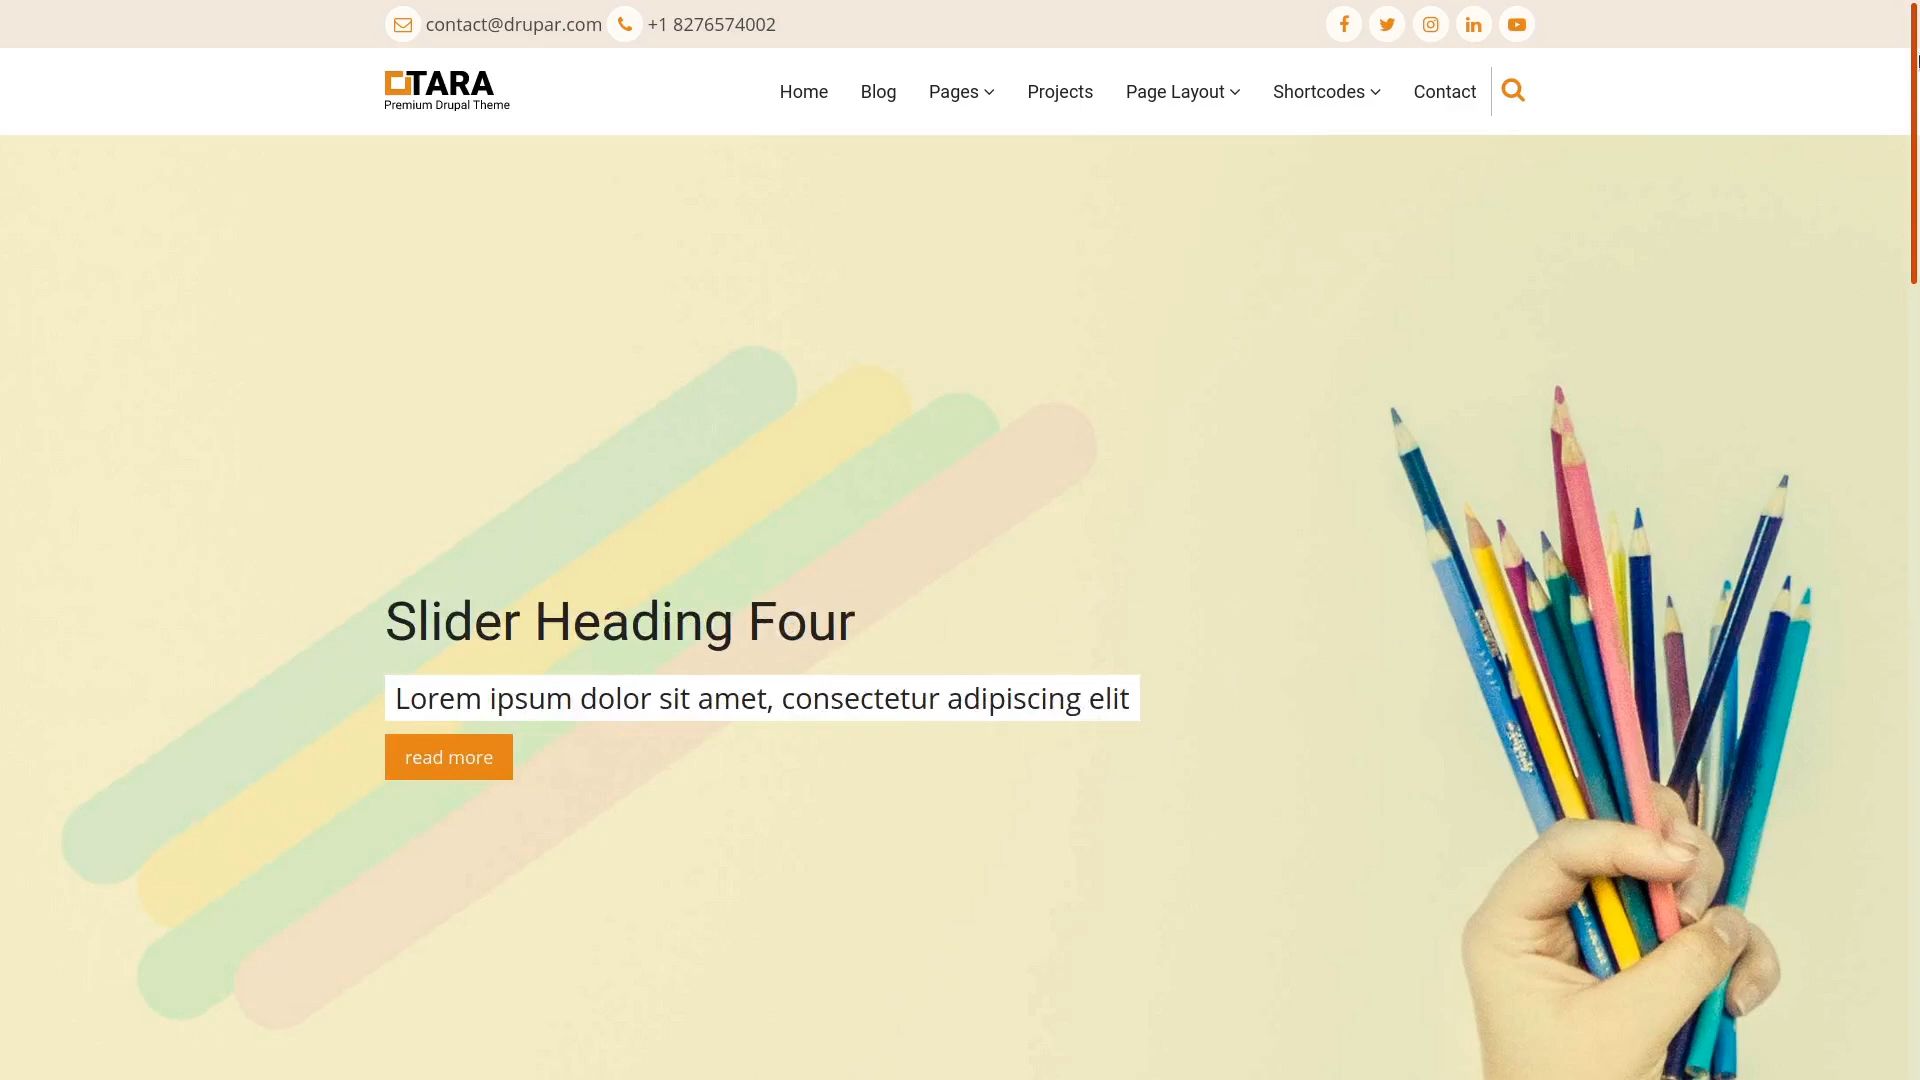 contact@drupar.com +1 8276574002
TARA
Premium Drupal Theme
Home Blog Pages Projects Page Layout Shortcodes Contact
Slider Heading Four
Lorem ipsum dolor sit amet, consectetur adipiscing elit
read more